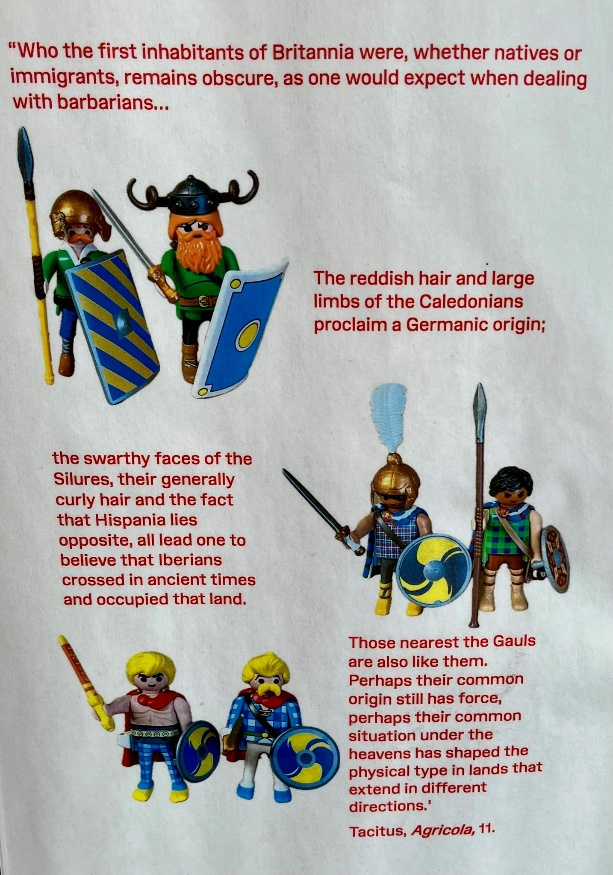 “Who the first inhabitants of Britannia were, whether natives or
immigrants, remains obscure, as one would expect when dealing
with barbarians...
The reddish hair and large
limbs of the Caledonians
proclaim a Germanic origin;
the swarthy faces of the
Silures, their generally
curly hair and the fact
that Hispania lies
opposite, all lead one to
believe that Iberians
crossed in ancient times
and occupied that land.
Those nearest the Gauls
are also like them.
Perhaps their common
origin still has force,
perhaps their common
situation under the
heavens has shaped the
physical type in lands that
extend in different
directions.’
Tacitus, Agricola, 11.